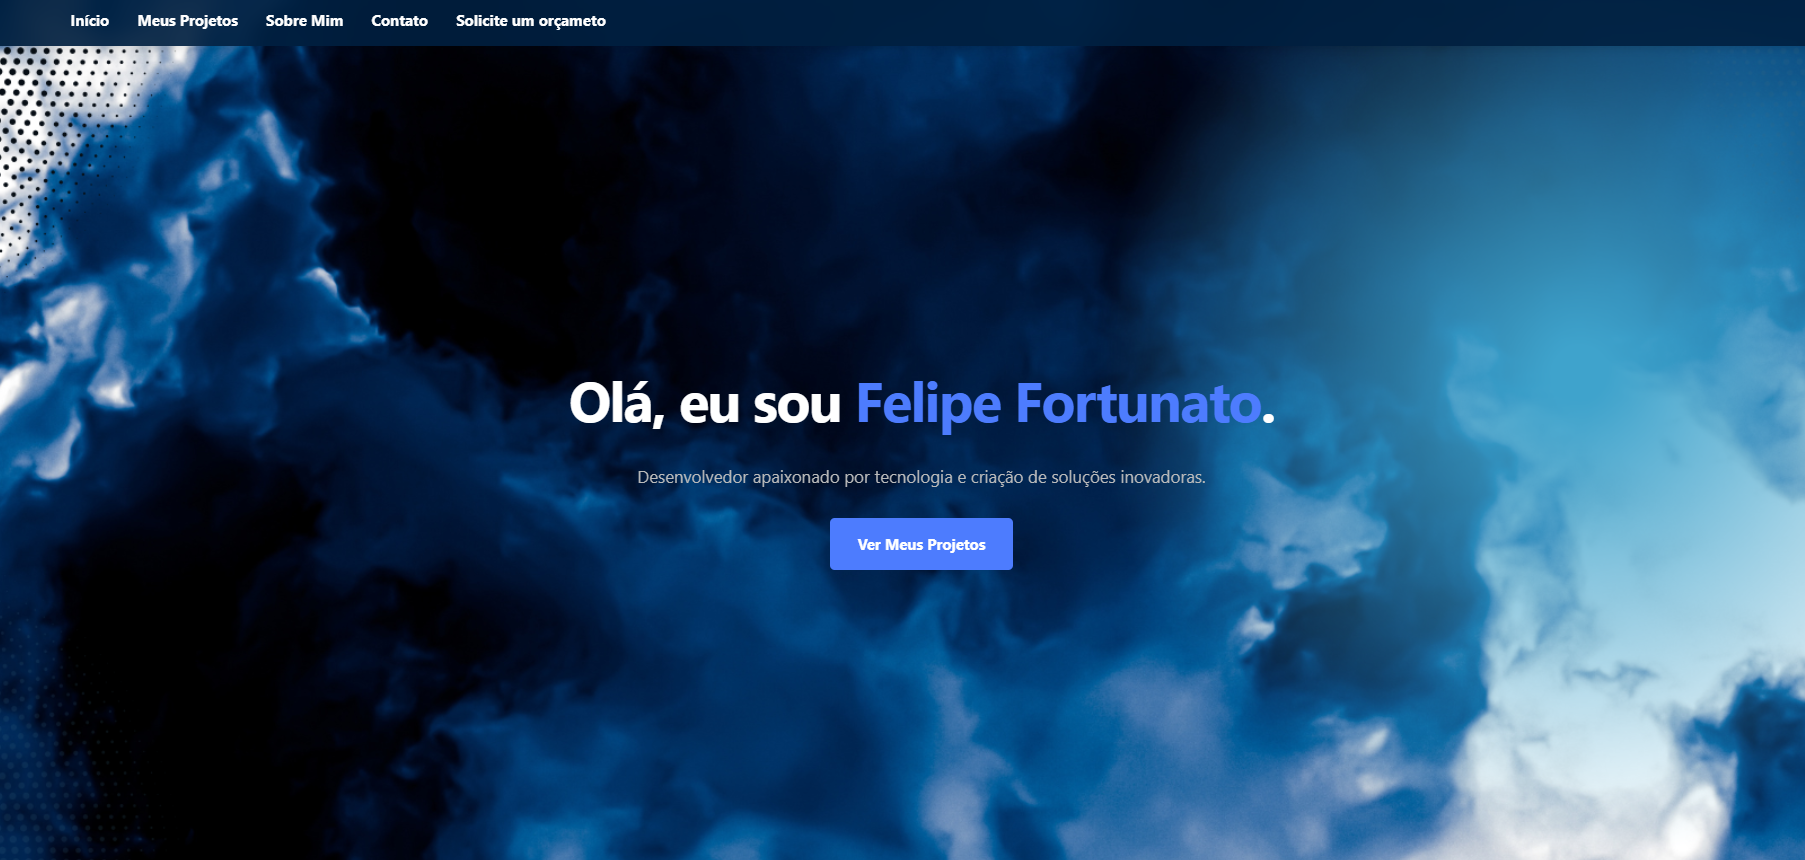 Início Meus Projetos Sobre Mim Contato Solicite um orçameto
Olá, eu sou Felipe Fortunato.
Desenvolvedor apaixonado por tecnologia e criação de soluções inovadoras.
Ver Meus Projetos